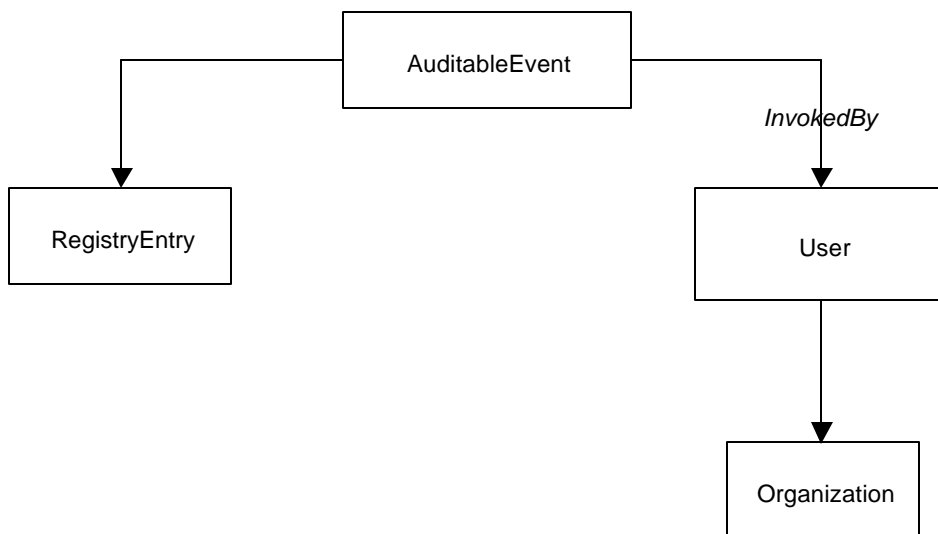 AuditableEvent
InvokedBy
RegistryEntry
User
Organization